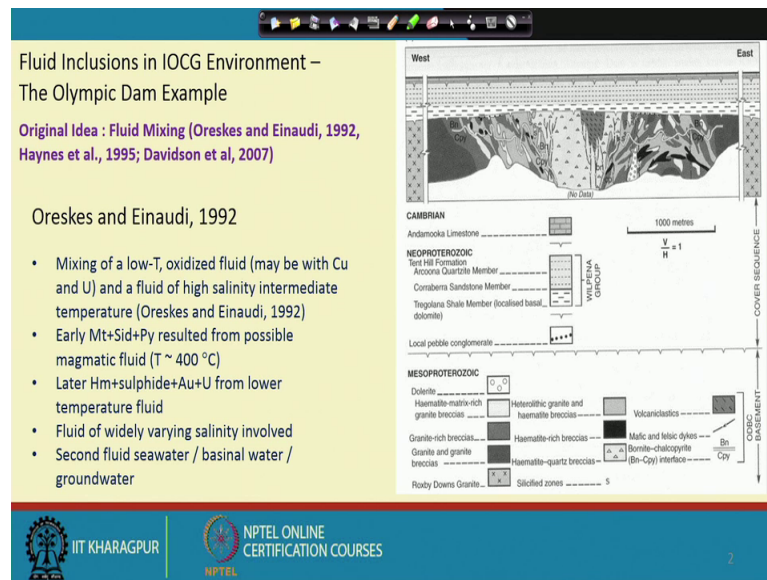 Fluid Inclusions in IOCG Environment –
The Olympic Dam Example
Original Idea : Fluid Mixing (Oreskes and Einaudi, 1992,
Haynes et al., 1995; Davidson et al, 2007)
Oreskes and Einaudi, 1992
• Mixing of a low-T, oxidized fluid (may be with Cu
and U) and a fluid of high salinity intermediate
temperature (Oreskes and Einaudi, 1992)
• Early Mt+Sid+Py resulted from possible
magmatic fluid (T ~ 400 °C)
• Later Hm+sulphide+Au+U from lower
temperature fluid
• Fluid of widely varying salinity involved
• Second fluid seawater / basinal water /
groundwater
West
East
Bn
Cpy
Bn
Cpy
Bn
Cpy
(No Data)
CAMBRIAN
Andamooka Limestone
1000 metres
V
H = 1
NEOPROTEROZOIC
Tent Hill Formation
Arcoona Quartzite Member
Corraberra Sandstone Member
Tregolana Shale Member (localised basal
dolomite)
WILPENA
GROUP
Local pebble conglomerate
COVER SEQUENCE
MESOPROTEROZOIC
Dolerite
Haematite-matrix-rich
granite breccias
Granite-rich breccias
Granite and granite
breccias
Roxby Downs Granite
Heterolithic granite and
haematite breccias
Haematite-rich breccias
Haematite–quartz breccias
Silicified zones
S
Volcaniclastics
Mafic and felsic dykes
Bornite–chalcopyrite
(Bn–Cpy) interface
Bn
Cpy
ODBC
BASEMENT
IIT KHARAGPUR
NPTEL
NPTEL ONLINE
CERTIFICATION COURSES
2